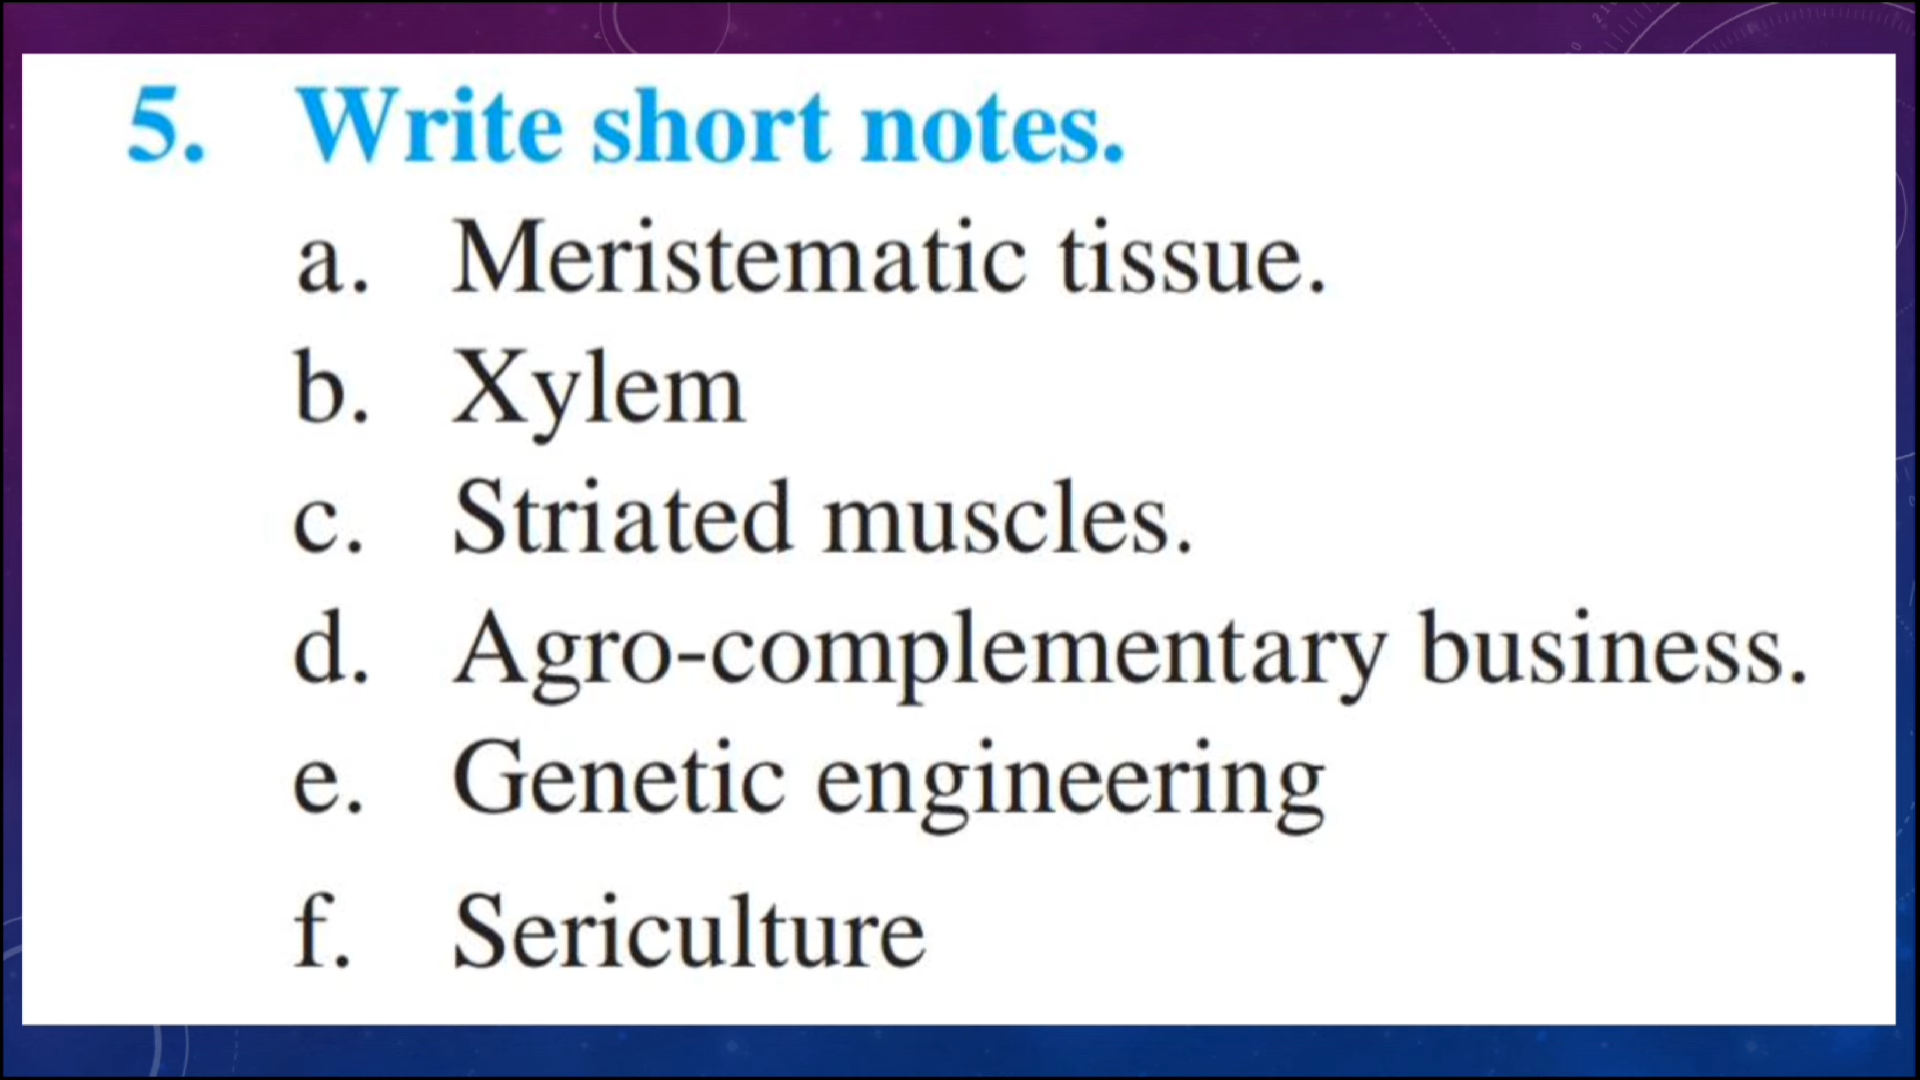 5. Write short notes.
a. Meristematic tissue.
b. Xylem
c. Striated muscles.
d. Agro-complementary business.
e. Genetic engineering
f. Sericulture